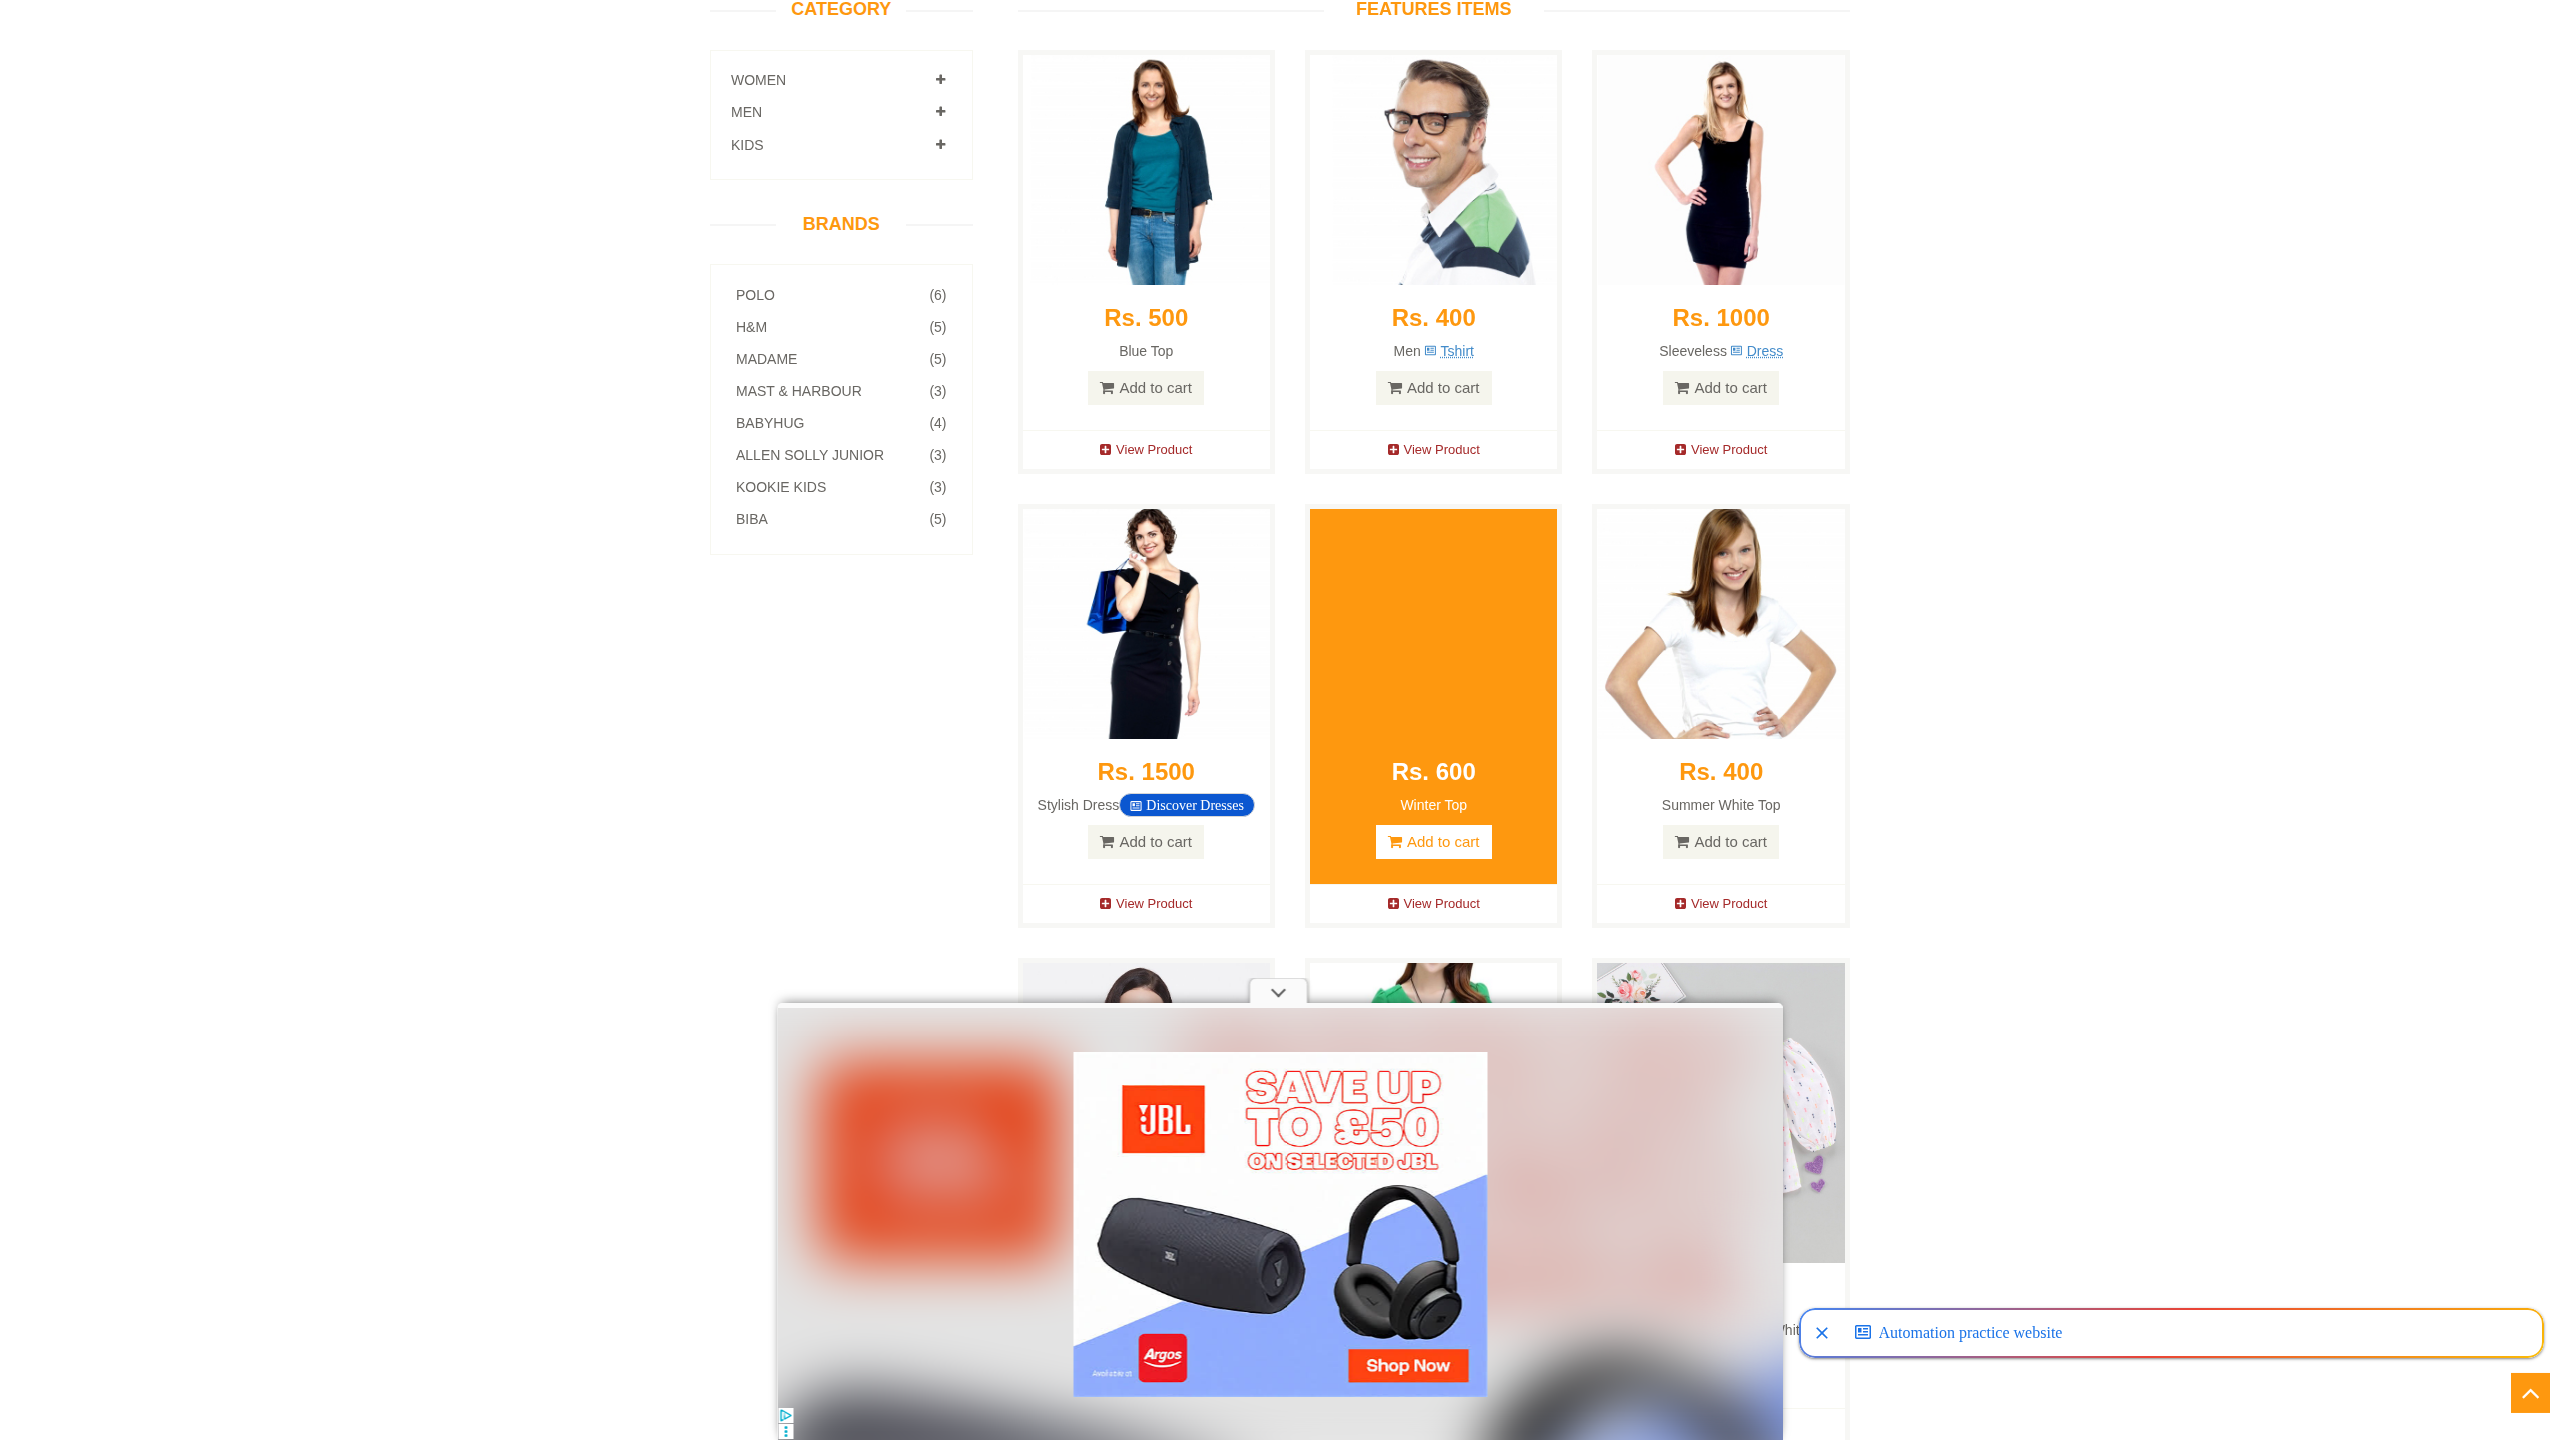 CATEGORY
FEATURES ITEMS
WOMEN
MEN
KIDS
BRANDS
POLO (6)
H&M (5)
MADAME (5)
MAST & HARBOUR (3)
BABYHUG (4)
ALLEN SOLLY JUNIOR (3)
KOOKIE KIDS (3)
BIBA (5)
Rs. 500
Blue Top
Add to cart
View Product
Rs. 400
Men Tshirt
Add to cart
View Product
Rs. 1000
Sleeveless Dress
Add to cart
View Product
Rs. 1500
Stylish Dress Discover Dresses
Add to cart
View Product
Rs. 600
Winter Top
Add to cart
View Product
Rs. 400
Summer White Top
Add to cart
View Product
JBL
SAVE UP
TO £50
ON SELECTED JBL
Available at
Argos
Shop Now
Automation practice website